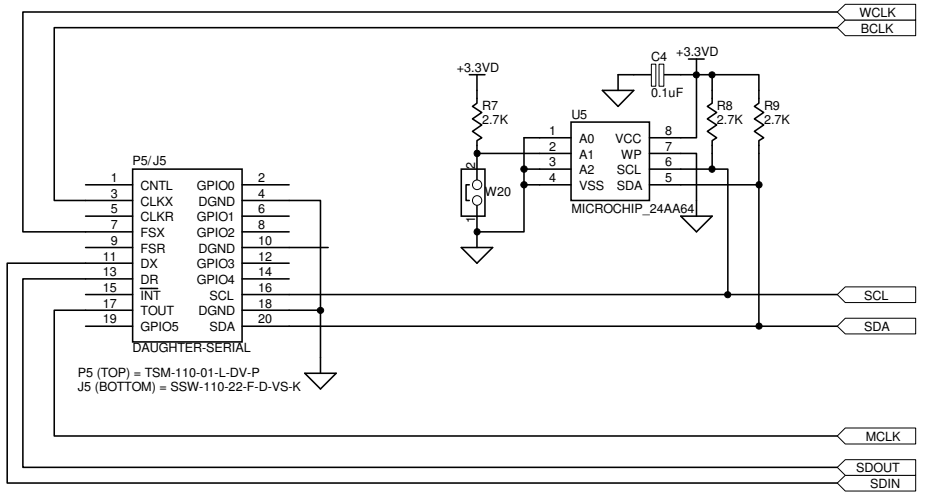 WCLK
BCLK
+3.3VD
C4
0.1uF
+3.3VD
R7
2.7K
R8
2.7K
R9
2.7K
U5
1 A0 VCC 8
2 A1 WP 7
3 A2 SCL 6
4 VSS SDA 5
MICROCHIP_24AA64
2
W20
1
P5/J5
1 CNTL GPIO0 2
3 CLKX DGND 4
5 CLKR GPIO1 6
7 FSX GPIO2 8
9 FSR DGND 10
11 DX GPIO3 12
13 DR GPIO4 14
15 INT SCL 16
17 TOUT DGND 18
19 GPIO5 SDA 20
DAUGHTER-SERIAL
P5 (TOP) = TSM-110-01-L-DV-P
J5 (BOTTOM) = SSW-110-22-F-D-VS-K
SCL
SDA
MCLK
SDOUT
SDIN